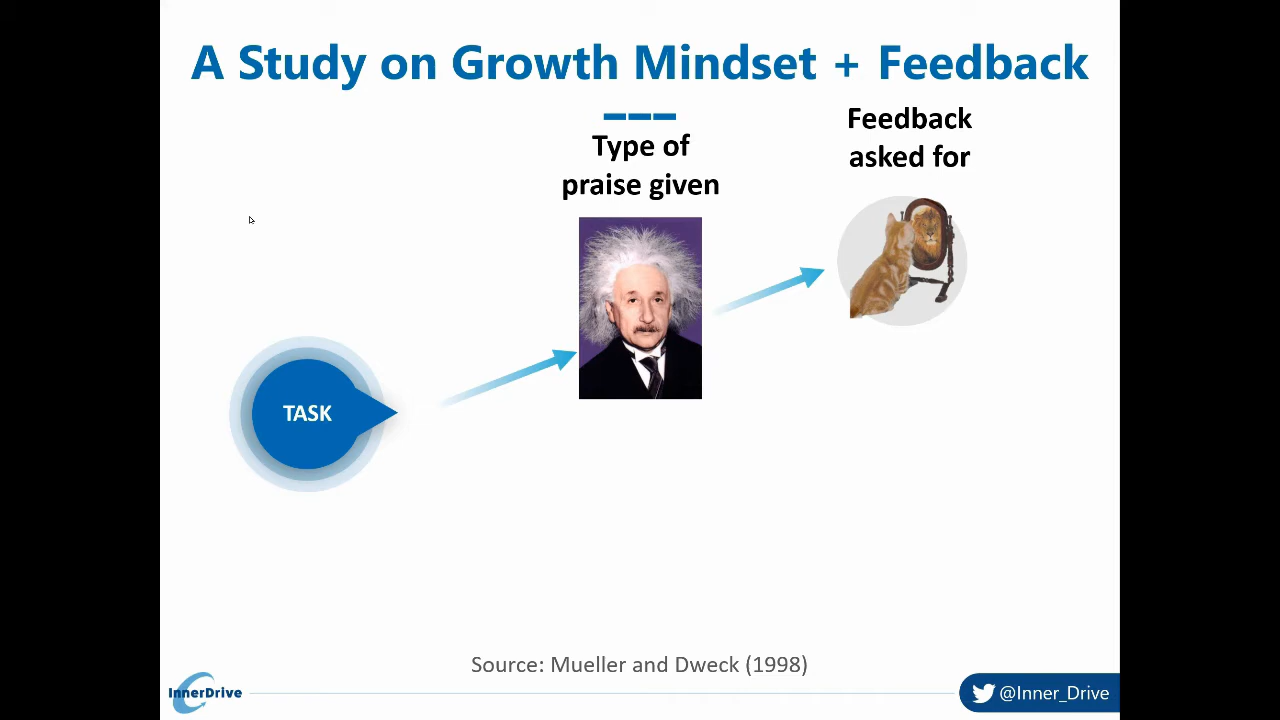 A Study on Growth Mindset + Feedback
Type of
praise given
Feedback
asked for
TASK
Source: Mueller and Dweck (1998)
InnerDrive
@Inner_Drive